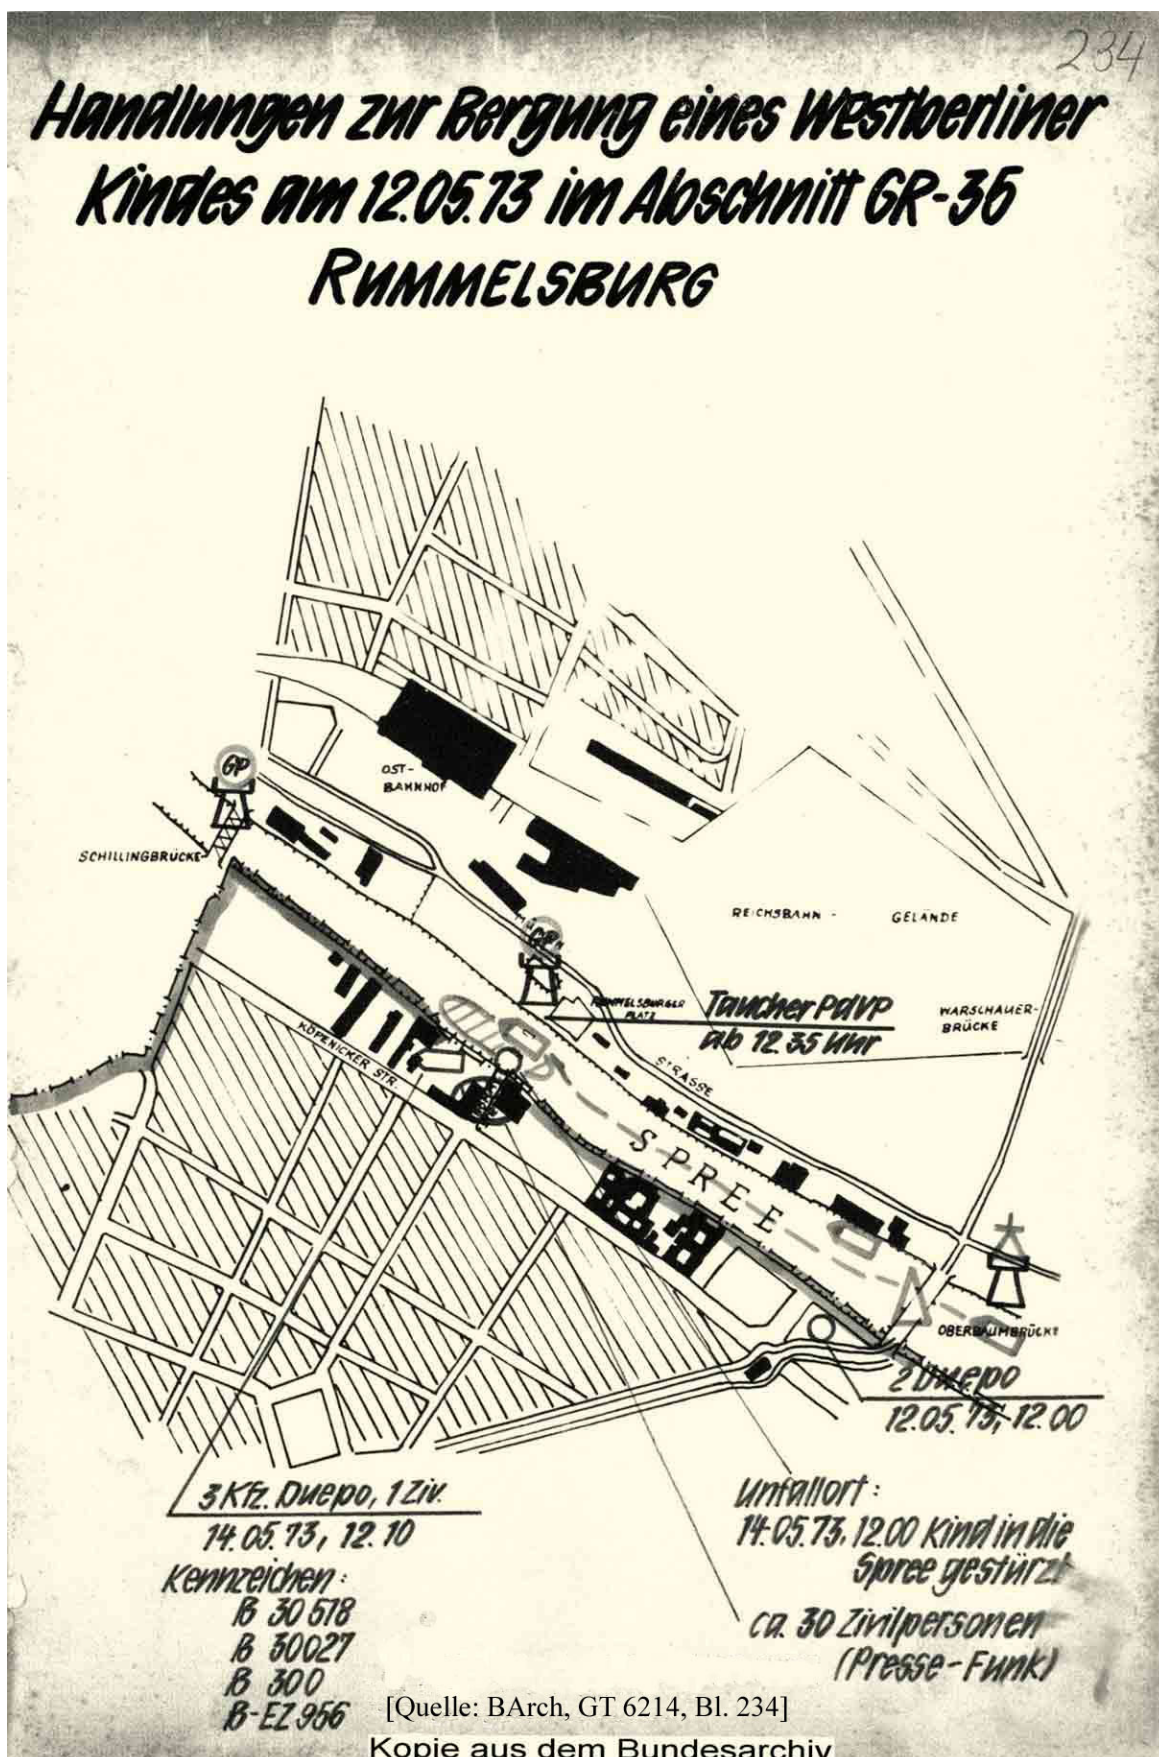 234
Handlungen zur Bergung eines Westberliner
Kindes am 12.05.73 im Abschnitt GR-35
RUMMELSBURG
GP
OST-
BAHNHOF
SCHILLINGBRÜCKE
REICHSBAHN - GELÄNDE
GP
RUMMELSBURGER
PLATZ
Taucher PdVP
ab 12.35 Uhr
WARSCHAUER-
BRÜCKE
KÖPENICKER STR.
STRASSE
SPREE
OBERBAUMBRÜCKE
2 Duepo
12.05.73, 12.00
3 Kfz. Duepo, 1 Ziv.
14.05.73, 12.10
Kennzeichen:
B 30 578
B 30027
B 300
B-EZ 956
Unfallort:
14.05.73, 12.00 Kind in die
Spree gestürzt
ca. 30 Zivilpersonen
(Presse-Funk)
[Quelle: BArch, GT 6214, Bl. 234]
Kopie aus dem Bundesarchiv